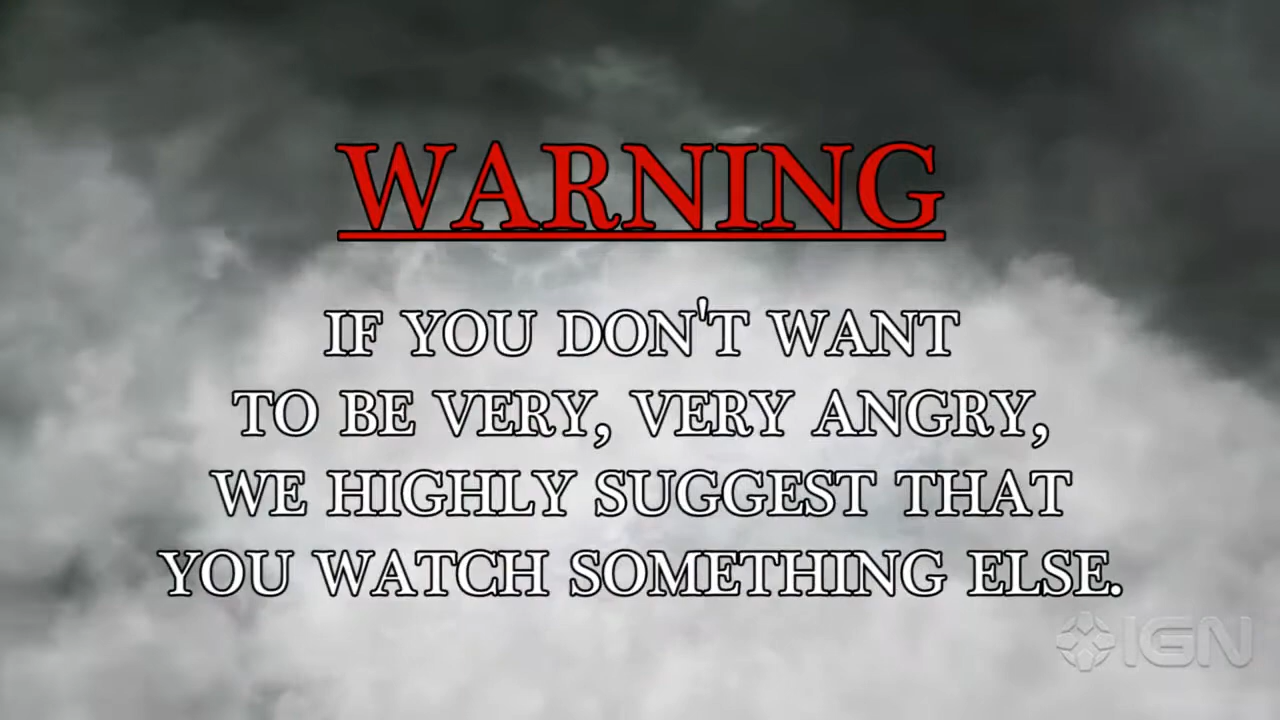 WARNING
IF YOU DON'T WANT
TO BE VERY, VERY ANGRY,
WE HIGHLY SUGGEST THAT
YOU WATCH SOMETHING ELSE.
IGN